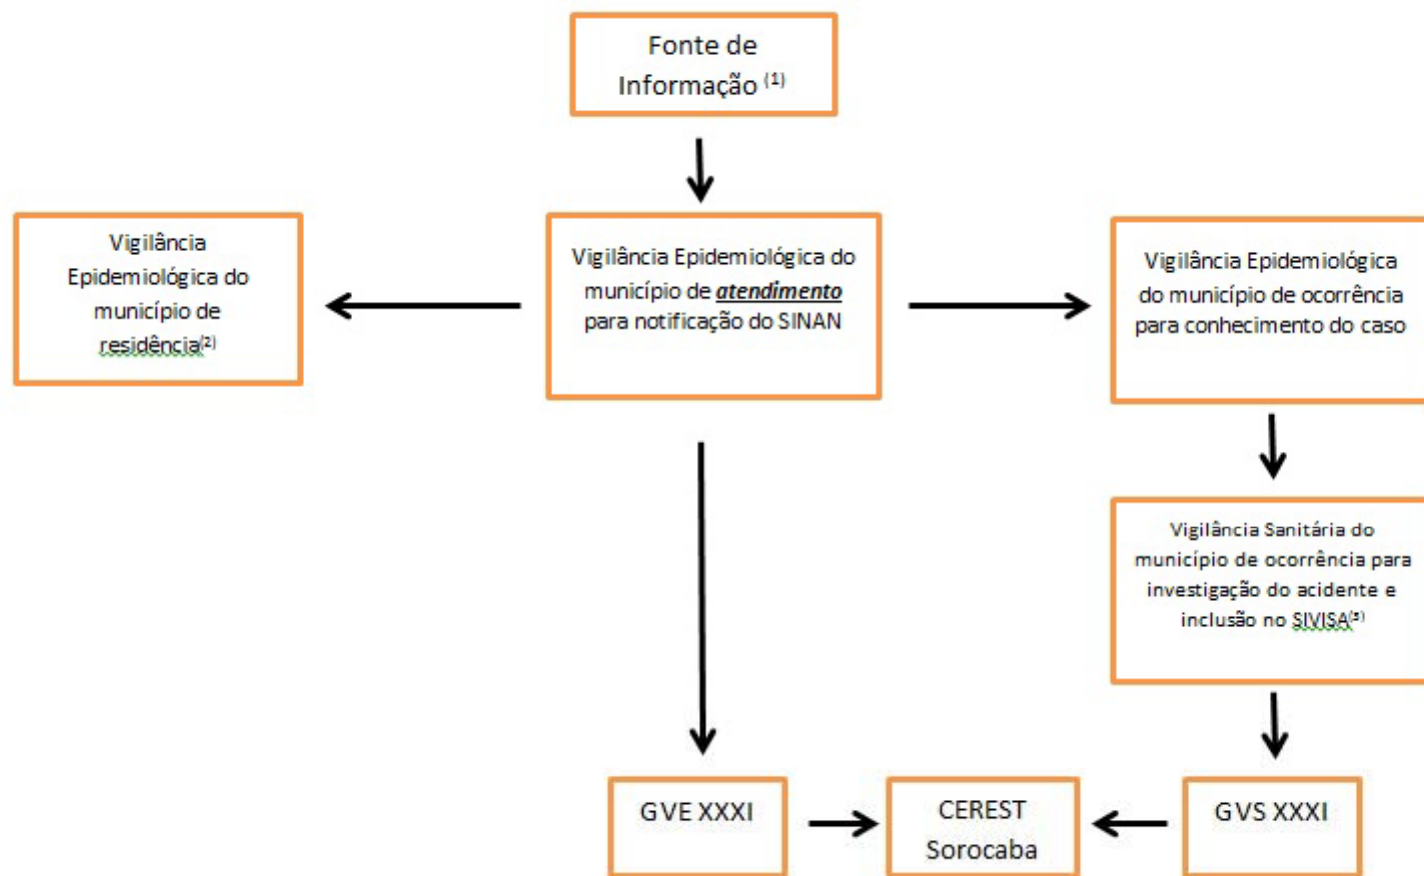 Fonte de
Informação (1)
Vigilância
Epidemiológica do
município de
residência(2)
Vigilância Epidemiológica do
município de atendimento
para notificação do SINAN
Vigilância Epidemiológica
do município de ocorrência
para conhecimento do caso
Vigilância Sanitária do
município de ocorrência para
investigação do acidente e
inclusão no SIVISA(3)
GVE XXXI
CEREST
Sorocaba
GVS XXXI